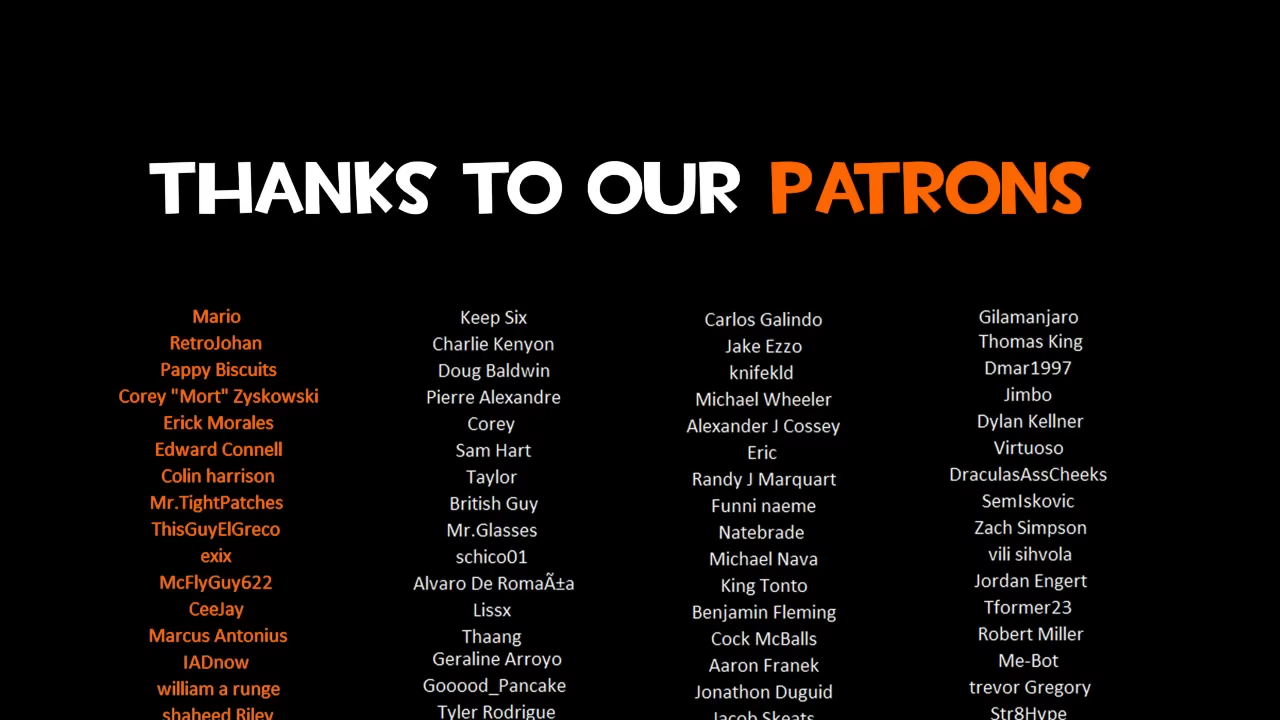 THANKS TO OUR PATRONS
Mario
RetroJohan
Pappy Biscuits
Corey "Mort" Zyskowski
Erick Morales
Edward Connell
Colin harrison
Mr.TightPatches
ThisGuyElGreco
exix
McFlyGuy622
CeeJay
Marcus Antonius
IADnow
william a runge
shaheed Riley
Keep Six
Charlie Kenyon
Doug Baldwin
Pierre Alexandre
Corey
Sam Hart
Taylor
British Guy
Mr.Glasses
schico01
Alvaro De RomaÃ±a
Lissx
Thaang
Geraline Arroyo
Gooood_Pancake
Tyler Rodrigue
Carlos Galindo
Jake Ezzo
knifekld
Michael Wheeler
Alexander J Cossey
Eric
Randy J Marquart
Funni naeme
Natebrade
Michael Nava
King Tonto
Benjamin Fleming
Cock McBalls
Aaron Franek
Jonathon Duguid
Jacob Skeats
Gilamanjaro
Thomas King
Dmar1997
Jimbo
Dylan Kellner
Virtuoso
DraculasAssCheeks
SemIskovic
Zach Simpson
vili sihvola
Jordan Engert
Tformer23
Robert Miller
Me-Bot
trevor Gregory
Str8Hype